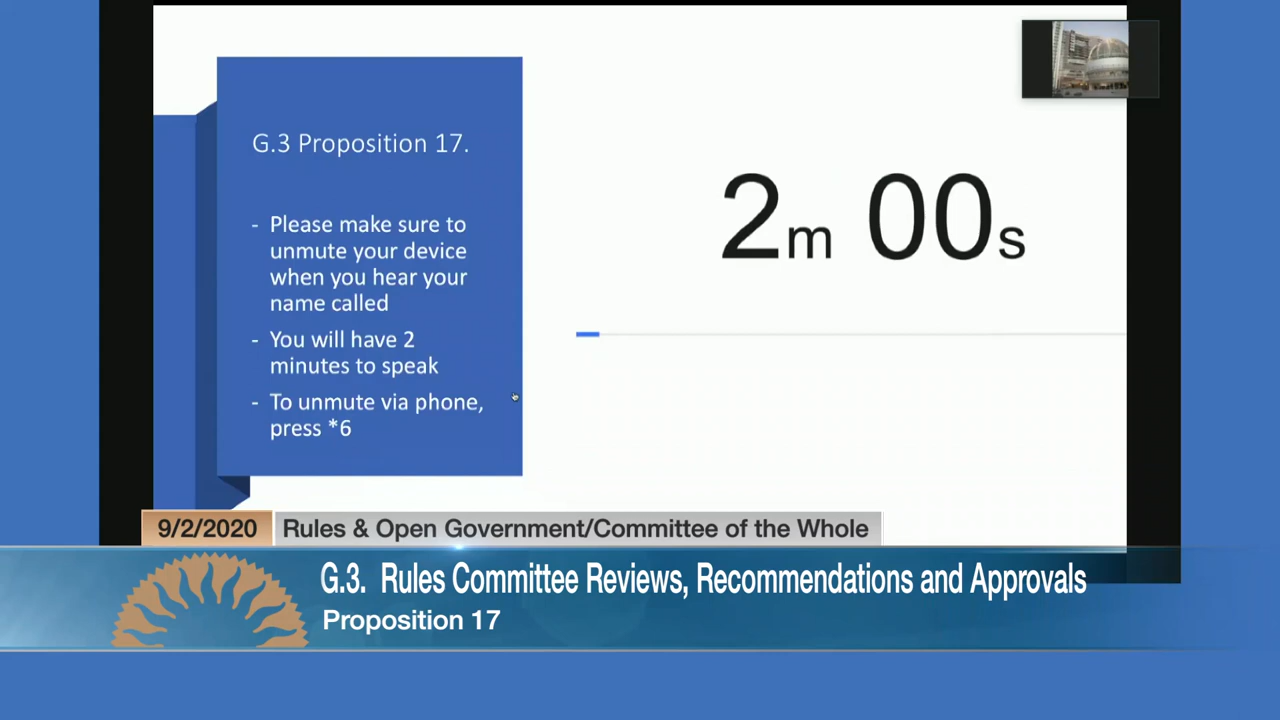 G.3 Proposition 17.
- Please make sure to
unmute your device
when you hear your
name called
- You will have 2
minutes to speak
- To unmute via phone,
press *6
2m 00s
9/2/2020 Rules & Open Government/Committee of the Whole
G.3. Rules Committee Reviews, Recommendations and Approvals
Proposition 17